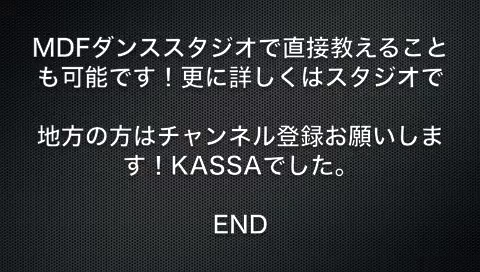 MDFダンススタジオで直接教えること
も可能です！更に詳しくはスタジオで
地方の方はチャンネル登録お願いしま
す！KASSAでした。
END